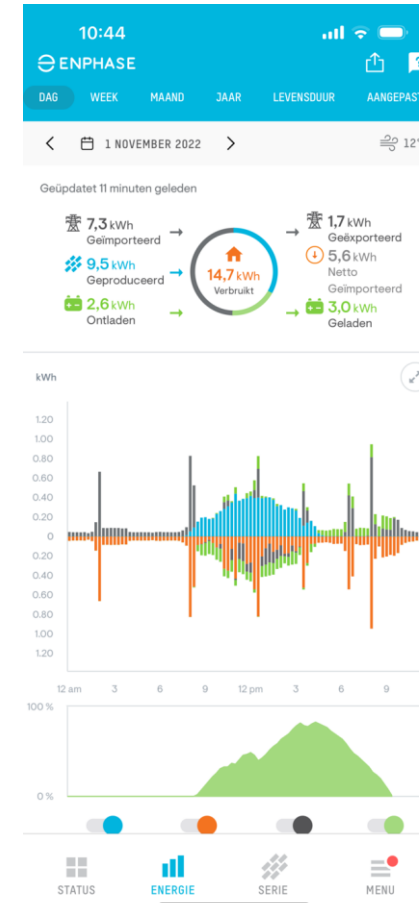 10:44
ENPHASE
DAG WEEK MAAND JAAR LEVENSDUUR AANGEPAST
1 NOVEMBER 2022 12°
Geüpdatet 11 minuten geleden
7,3 kWh
Geïmporteerd
9,5 kWh
Geproduceerd
2,6 kWh
Ontladen
14,7 kWh
Verbruikt
1,7 kWh
Geëxporteerd
5,6 kWh
Netto
Geïmporteerd
3,0 kWh
Geladen
kWh
1.20
1.00
0.80
0.60
0.40
0.20
0
0.20
0.40
0.60
0.80
1.00
1.20
12 am 3 6 9 12 pm 3 6 9
100 %
0 %
STATUS ENERGIE SERIE MENU